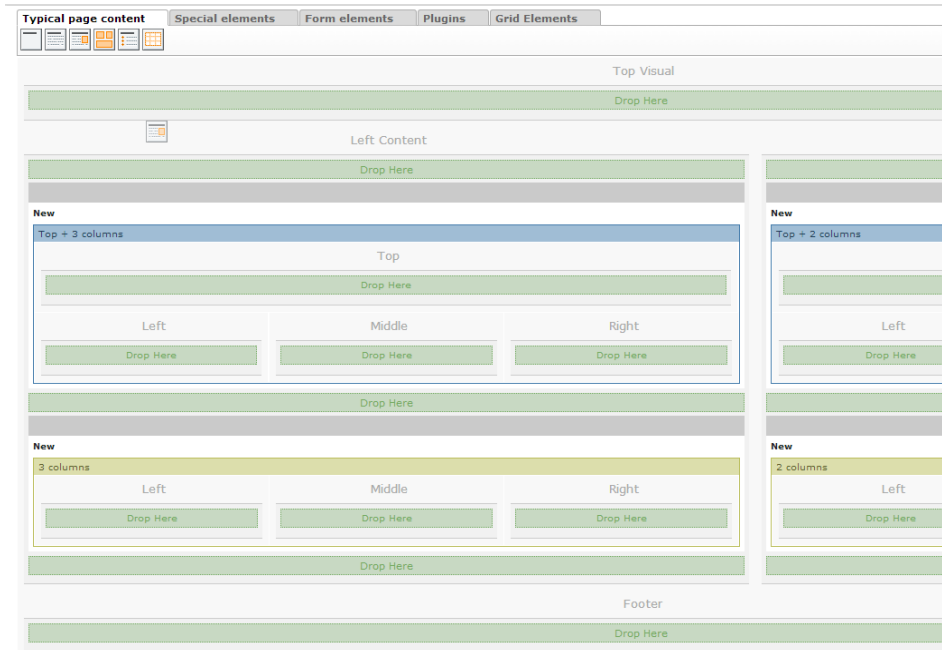 Typical page content Special elements Form elements Plugins Grid Elements
Top Visual
Drop Here
Left Content
Drop Here
New New
Top + 3 columns Top + 2 columns
Top
Drop Here
Left Middle Right Left
Drop Here Drop Here Drop Here Drop Here
Drop Here
New New
3 columns 2 columns
Left Middle Right Left
Drop Here Drop Here Drop Here Drop Here
Drop Here
Footer
Drop Here